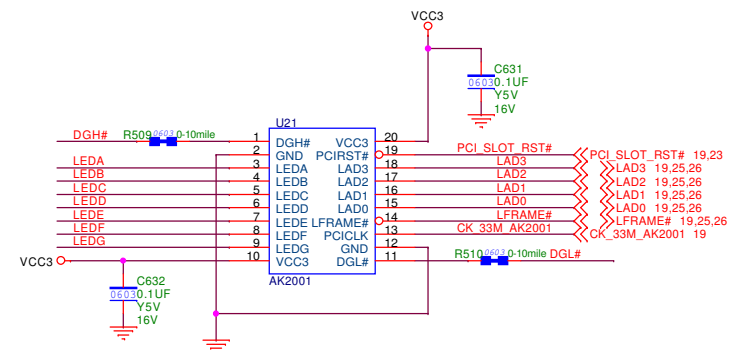 VCC3
C631
0603 0.1UF
Y5V
16V
U21
DGH# R509 0603 0-10mile 1 DGH# VCC3 20
2 GND PCIRST# 19 PCI_SLOT_RST# PCI_SLOT_RST# 19,23
LEDA 3 LEDA LAD3 18 LAD3 LAD3 19,25,26
LEDB 4 LEDB LAD2 17 LAD2 LAD2 19,25,26
LEDC 5 LEDC LAD1 16 LAD1 LAD1 19,25,26
LEDD 6 LEDD LAD0 15 LAD0 LAD0 19,25,26
LEDE 7 LEDE LFRAME# 14 LFRAME# LFRAME# 19,25,26
LEDF 8 LEDF PCICLK 13 CK_33M_AK2001 CK_33M_AK2001 19
LEDG 9 LEDG GND 12
VCC3 10 VCC3 DGL# 11 R510 0603 0-10mile DGL#
AK2001
C632
0603 0.1UF
Y5V
16V